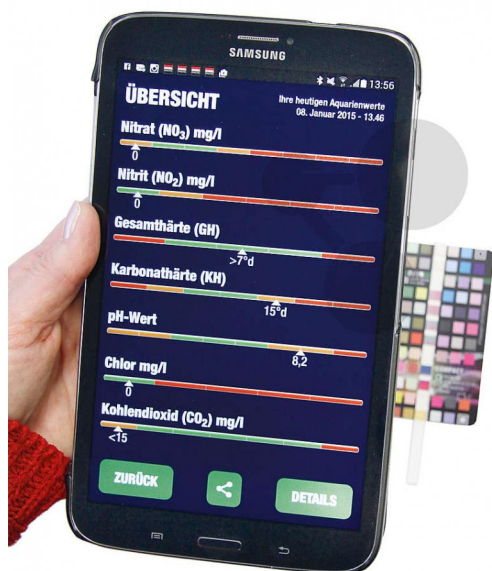 SAMSUNG
13:56
ÜBERSICHT
Ihre heutigen Aquarienwerte
08. Januar 2015 - 13.46
Nitrat (NO₃) mg/l
0
Nitrit (NO₂) mg/l
0
Gesamthärte (GH)
>7°d
Karbonathärte (KH)
15°d
pH-Wert
8,2
Chlor mg/l
0
Kohlendioxid (CO₂) mg/l
<15
ZURÜCK
DETAILS